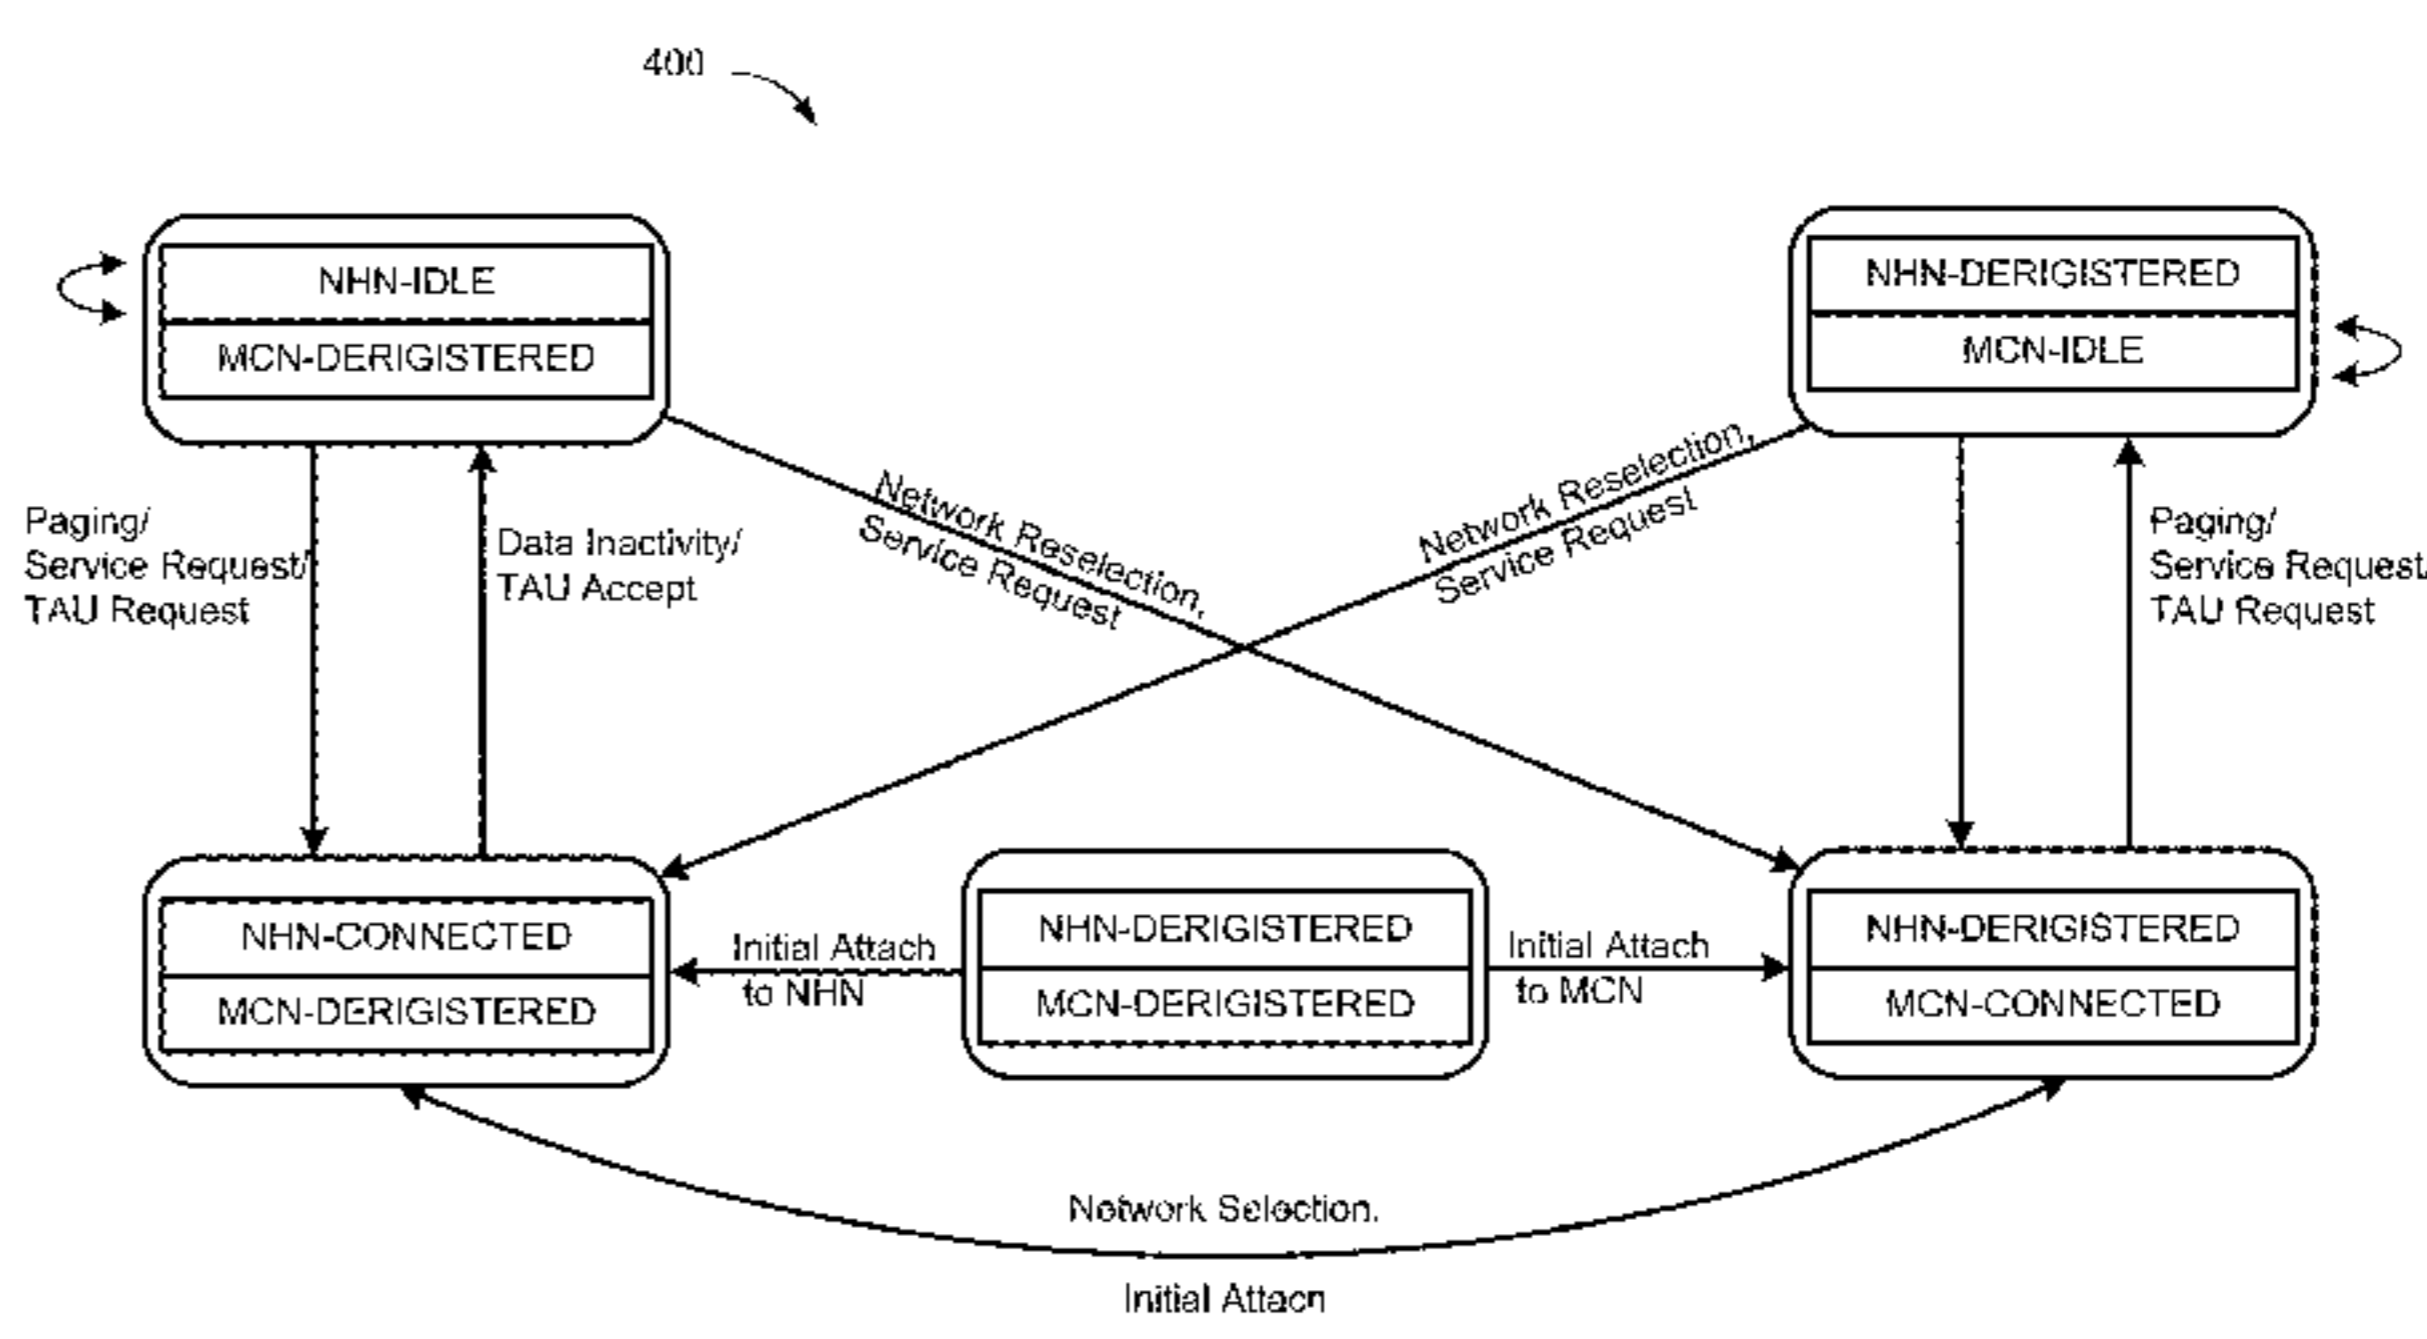 400
NHN-IDLE
MCN-DERIGISTERED
NHN-DERIGISTERED
MCN-IDLE
Paging/
Service Request/
TAU Request
Data Inactivity/
TAU Accept
Network Reselection,
Service Request
Network Reselection,
Service Request
Paging/
Service Request/
TAU Request
NHN-CONNECTED
MCN-DERIGISTERED
Initial Attach
to NHN
NHN-DERIGISTERED
MCN-DERIGISTERED
Initial Attach
to MCN
NHN-DERIGISTERED
MCN-CONNECTED
Network Selection.
Initial Attach